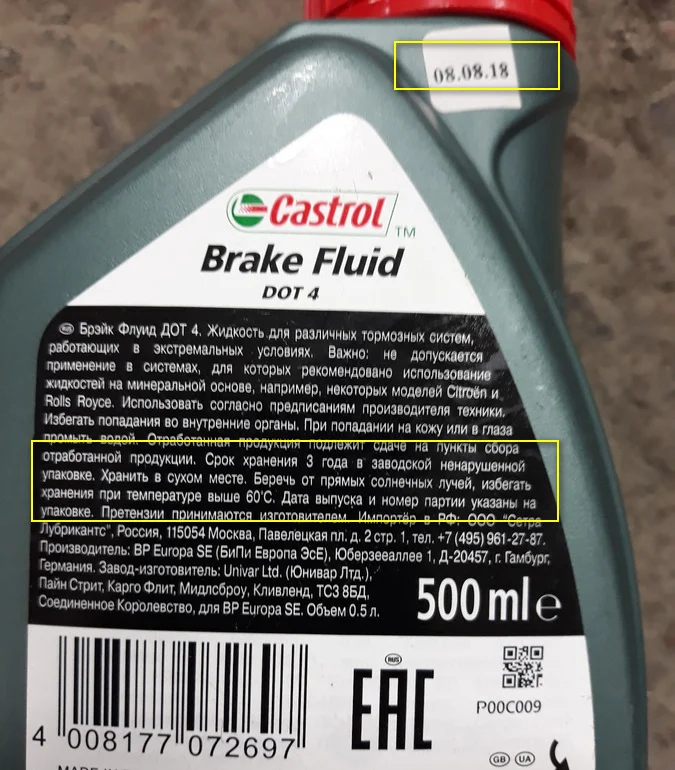 08.08.18
Castrol
TM
Brake Fluid
DOT 4
RUS Брэйк Флуид ДОТ 4. Жидкость для различных тормозных систем,
работающих в экстремальных условиях. Важно: не допускается
применение в системах, для которых рекомендовано использование
жидкостей на минеральной основе, например, некоторых моделей Citroën и
Rolls Royce. Использовать согласно предписаниям производителя техники.
Избегать попадания во внутренние органы. При попадании на кожу или в глаза
промыть водой. Отработанная продукция подлежит сдаче на пункты сбора
отработанной продукции. Срок хранения 3 года в заводской ненарушенной
упаковке. Хранить в сухом месте. Беречь от прямых солнечных лучей, избегать
хранения при температуре выше 60°C. Дата выпуска и номер партии указаны на
упаковке. Претензии принимаются изготовителем. Импортёр в РФ: ООО "Сетра
Лубрикантс", Россия, 115054 Москва, Павелецкая пл. д. 2 стр. 1, тел. +7 (495) 961-27-87.
Производитель: BP Europa SE (БиПи Европа ЭсЕ), Юберзееаллее 1, Д-20457, г. Гамбург,
Германия. Завод-изготовитель: Univar Ltd. (Юнивар Лтд.),
Пайн Стрит, Карго Флит, Мидлсброу, Кливленд, ТС3 8БД,
Соединенное Королевство, для BP Europa SE. Объем 0.5 л.
500 ml e
RUS
EAC
P00C009
4 008177 072697
GB UA
MADE IN